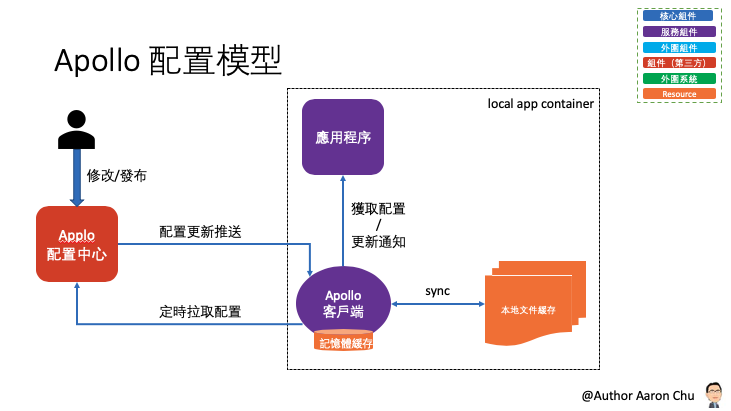 Apollo 配置模型
核心組件
服務組件
外圍組件
組件（第三方）
外圍系統
Resource
local app container
應用程序
修改/發布
獲取配置
/
更新通知
Applo
配置中心
配置更新推送
Apollo
客戶端
sync
本地文件緩存
定時拉取配置
記憶體緩存
@Author Aaron Chu